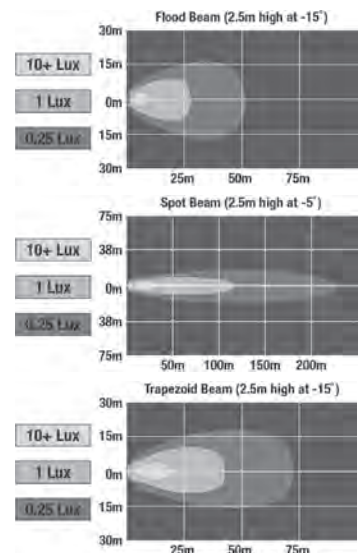 Flood Beam (2.5m high at -15˚)
30m
15m
0m
15m
30m
10+ Lux
1 Lux
0.25 Lux
25m 50m 75m
Spot Beam (2.5m high at -5˚)
75m
38m
0m
38m
75m
10+ Lux
1 Lux
0.25 Lux
50m 100m 150m 200m
Trapezoid Beam (2.5m high at -15˚)
30m
15m
0m
15m
30m
10+ Lux
1 Lux
0.25 Lux
25m 50m 75m